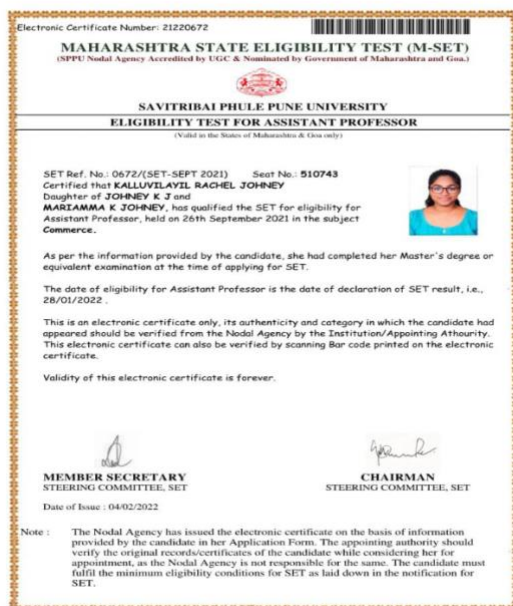 Electronic Certificate Number: 21220672
MAHARASHTRA STATE ELIGIBILITY TEST (M-SET)
(SPPU Nodal Agency Accredited by UGC & Nominated by Government of Maharashtra and Goa.)
SAVITRIBAI PHULE PUNE UNIVERSITY
ELIGIBILITY TEST FOR ASSISTANT PROFESSOR
(Valid in the States of Maharashtra & Goa only)
SET Ref. No.: 0672/(SET-SEPT 2021) Seat No.: 510743
Certified that KALLUVILAYIL RACHEL JOHNEY
Daughter of JOHNEY K J and
MARIAMMA K JOHNEY, has qualified the SET for eligibility for
Assistant Professor, held on 26th September 2021 in the subject
Commerce.
As per the information provided by the candidate, she had completed her Master's degree or
equivalent examination at the time of applying for SET.
The date of eligibility for Assistant Professor is the date of declaration of SET result, i.e.,
28/01/2022 .
This is an electronic certificate only, its authenticity and category in which the candidate had
appeared should be verified from the Nodal Agency by the Institution/Appointing Athourity.
This electronic certificate can also be verified by scanning Bar code printed on the electronic
certificate.
Validity of this electronic certificate is forever.
MEMBER SECRETARY
STEERING COMMITTEE, SET
CHAIRMAN
STEERING COMMITTEE, SET
Date of Issue : 04/02/2022
Note : The Nodal Agency has issued the electronic certificate on the basis of information
provided by the candidate in her Application Form. The appointing authority should
verify the original records/certificates of the candidate while considering her for
appointment, as the Nodal Agency is not responsible for the same. The candidate must
fulfil the minimum eligibility conditions for SET as laid down in the notification for
SET.